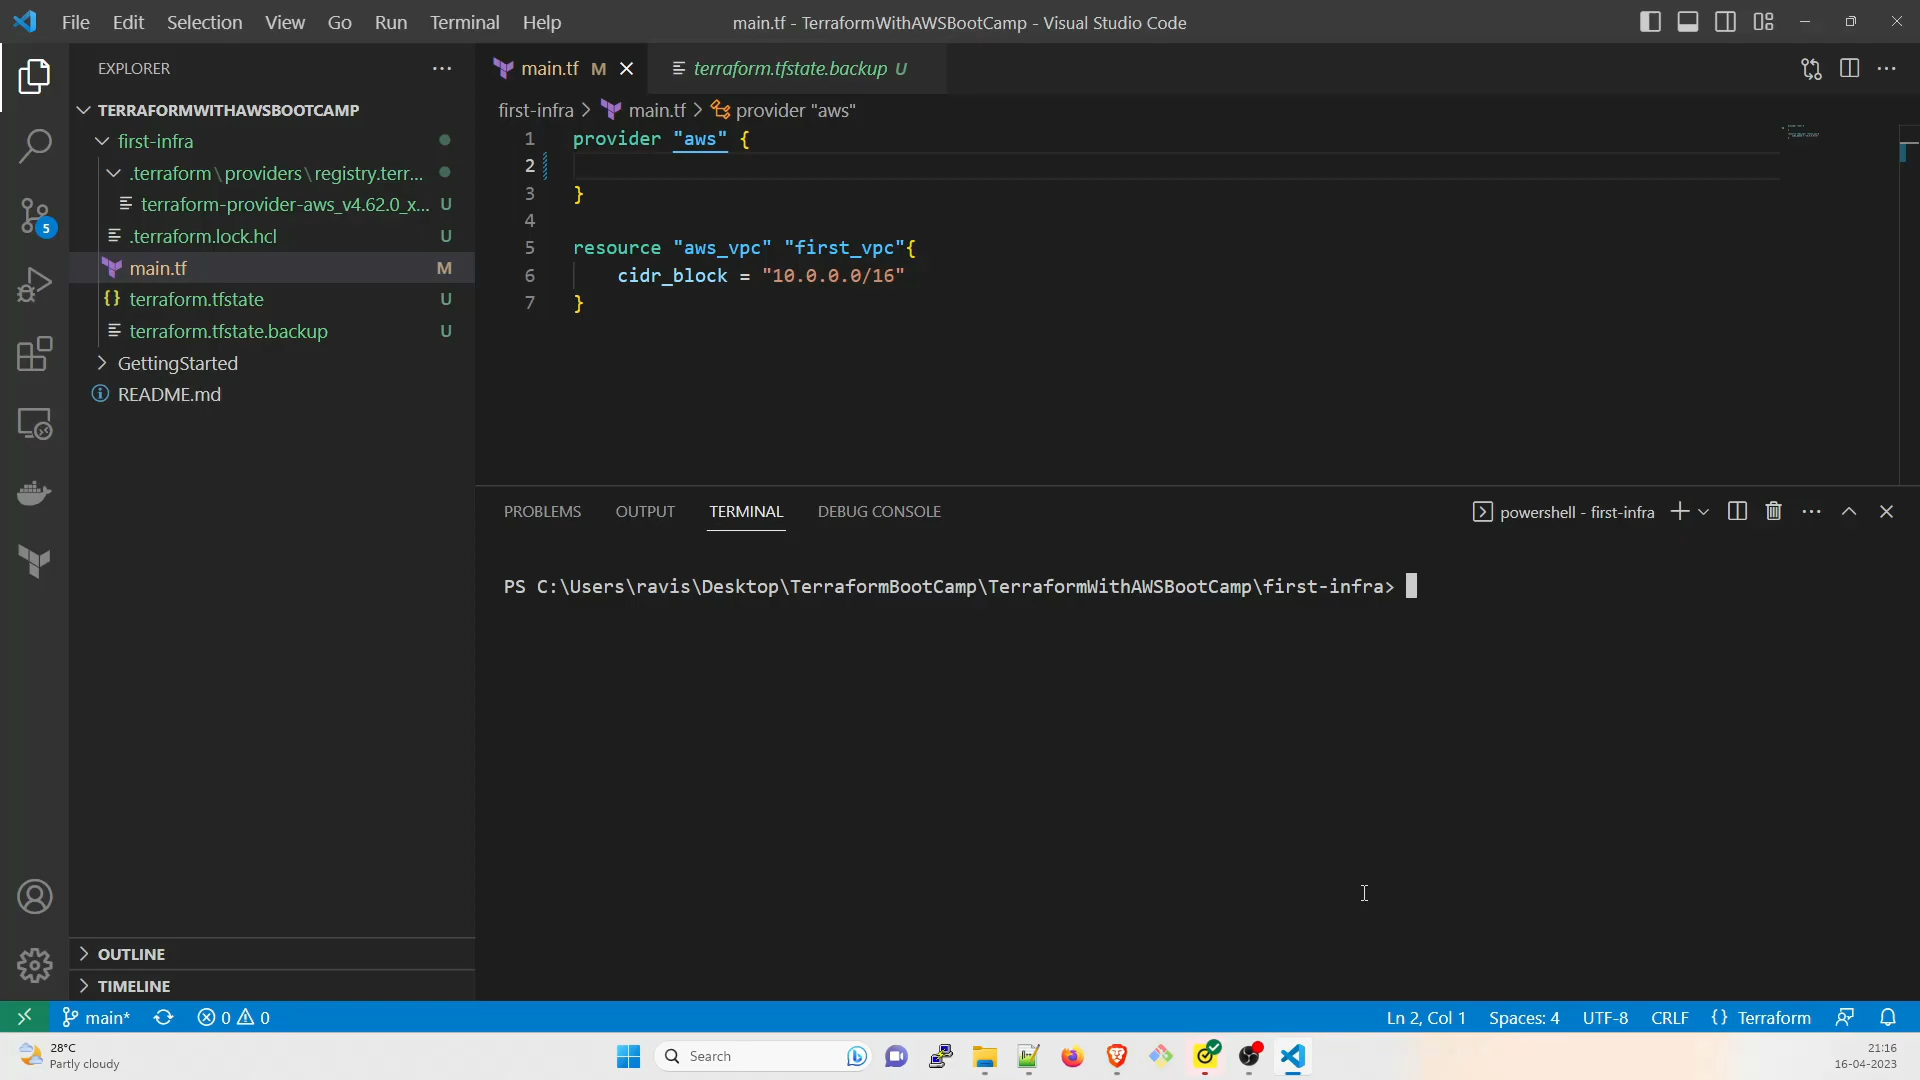 File Edit Selection View Go Run Terminal Help
main.tf - TerraformWithAWSBootCamp - Visual Studio Code
EXPLORER
TERRAFORMWITHAWSBOOTCAMP
first-infra
.terraform\providers\registry.terr...
terraform-provider-aws_v4.62.0_x... U
.terraform.lock.hcl U
main.tf M
terraform.tfstate U
terraform.tfstate.backup U
GettingStarted
README.md
OUTLINE
TIMELINE
5
main.tf M
terraform.tfstate.backup U
first-infra > main.tf > provider "aws"
1 provider "aws" {
2
3 }
4
5 resource "aws_vpc" "first_vpc"{
6 cidr_block = "10.0.0.0/16"
7 }
PROBLEMS OUTPUT TERMINAL DEBUG CONSOLE
powershell - first-infra
PS C:\Users\ravis\Desktop\TerraformBootCamp\TerraformWithAWSBootCamp\first-infra>
main* 0 0
Ln 2, Col 1 Spaces: 4 UTF-8 CRLF {} Terraform
28°C
Partly cloudy
Search
21:16
16-04-2023